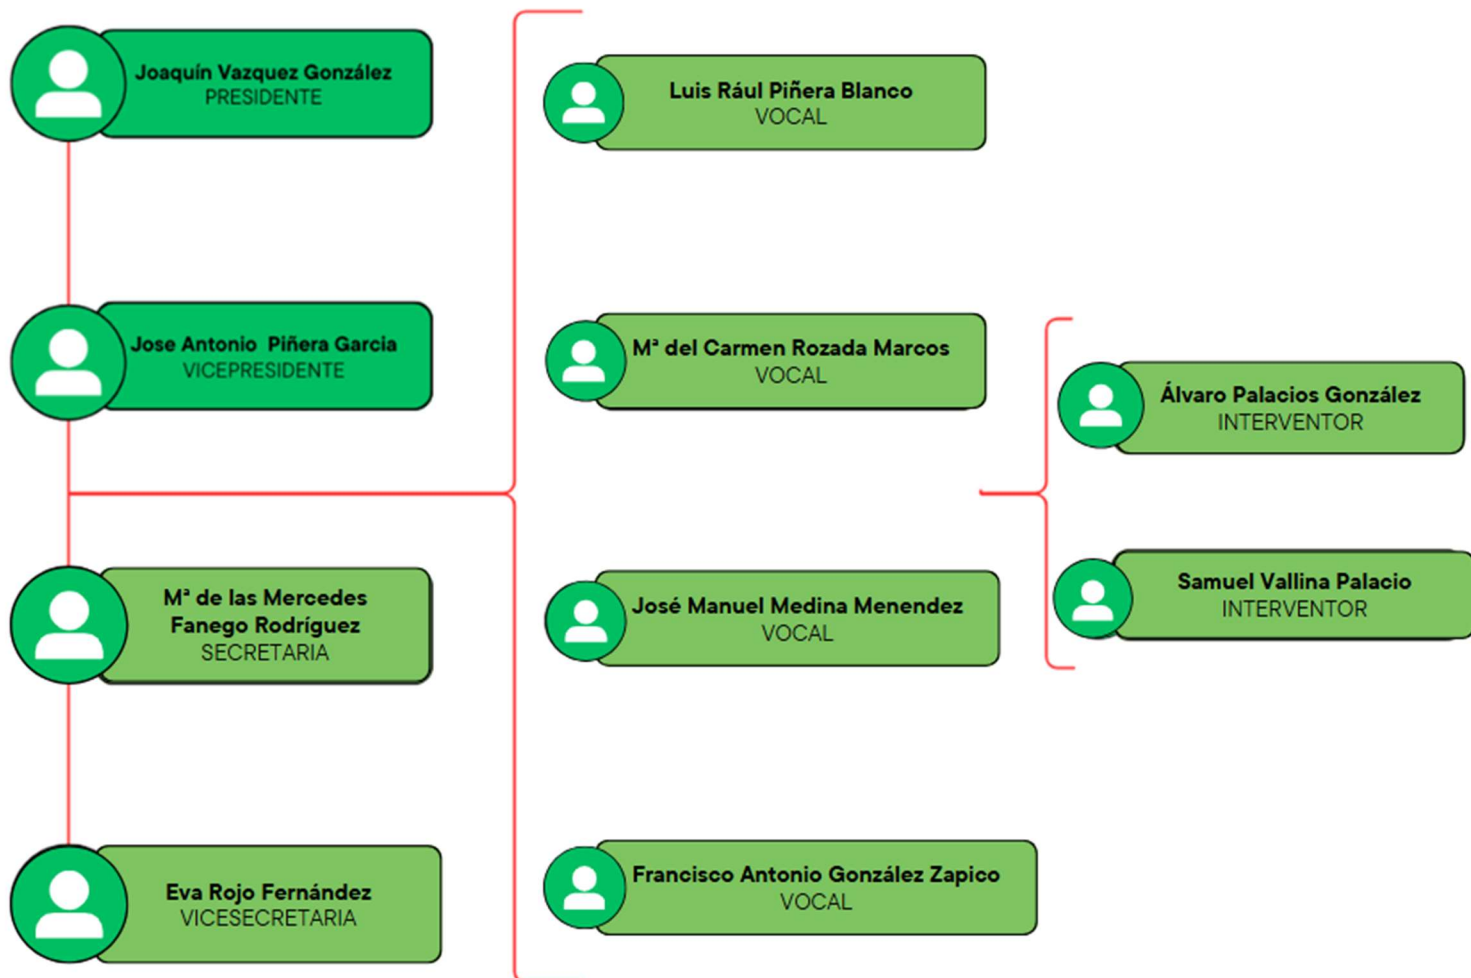 Joaquín Vazquez González
PRESIDENTE
Jose Antonio Piñera Garcia
VICEPRESIDENTE
Mª de las Mercedes
Fanego Rodríguez
SECRETARIA
Eva Rojo Fernández
VICESECRETARIA
Luis Rául Piñera Blanco
VOCAL
Mª del Carmen Rozada Marcos
VOCAL
José Manuel Medina Menendez
VOCAL
Francisco Antonio González Zapico
VOCAL
Álvaro Palacios González
INTERVENTOR
Samuel Vallina Palacio
INTERVENTOR